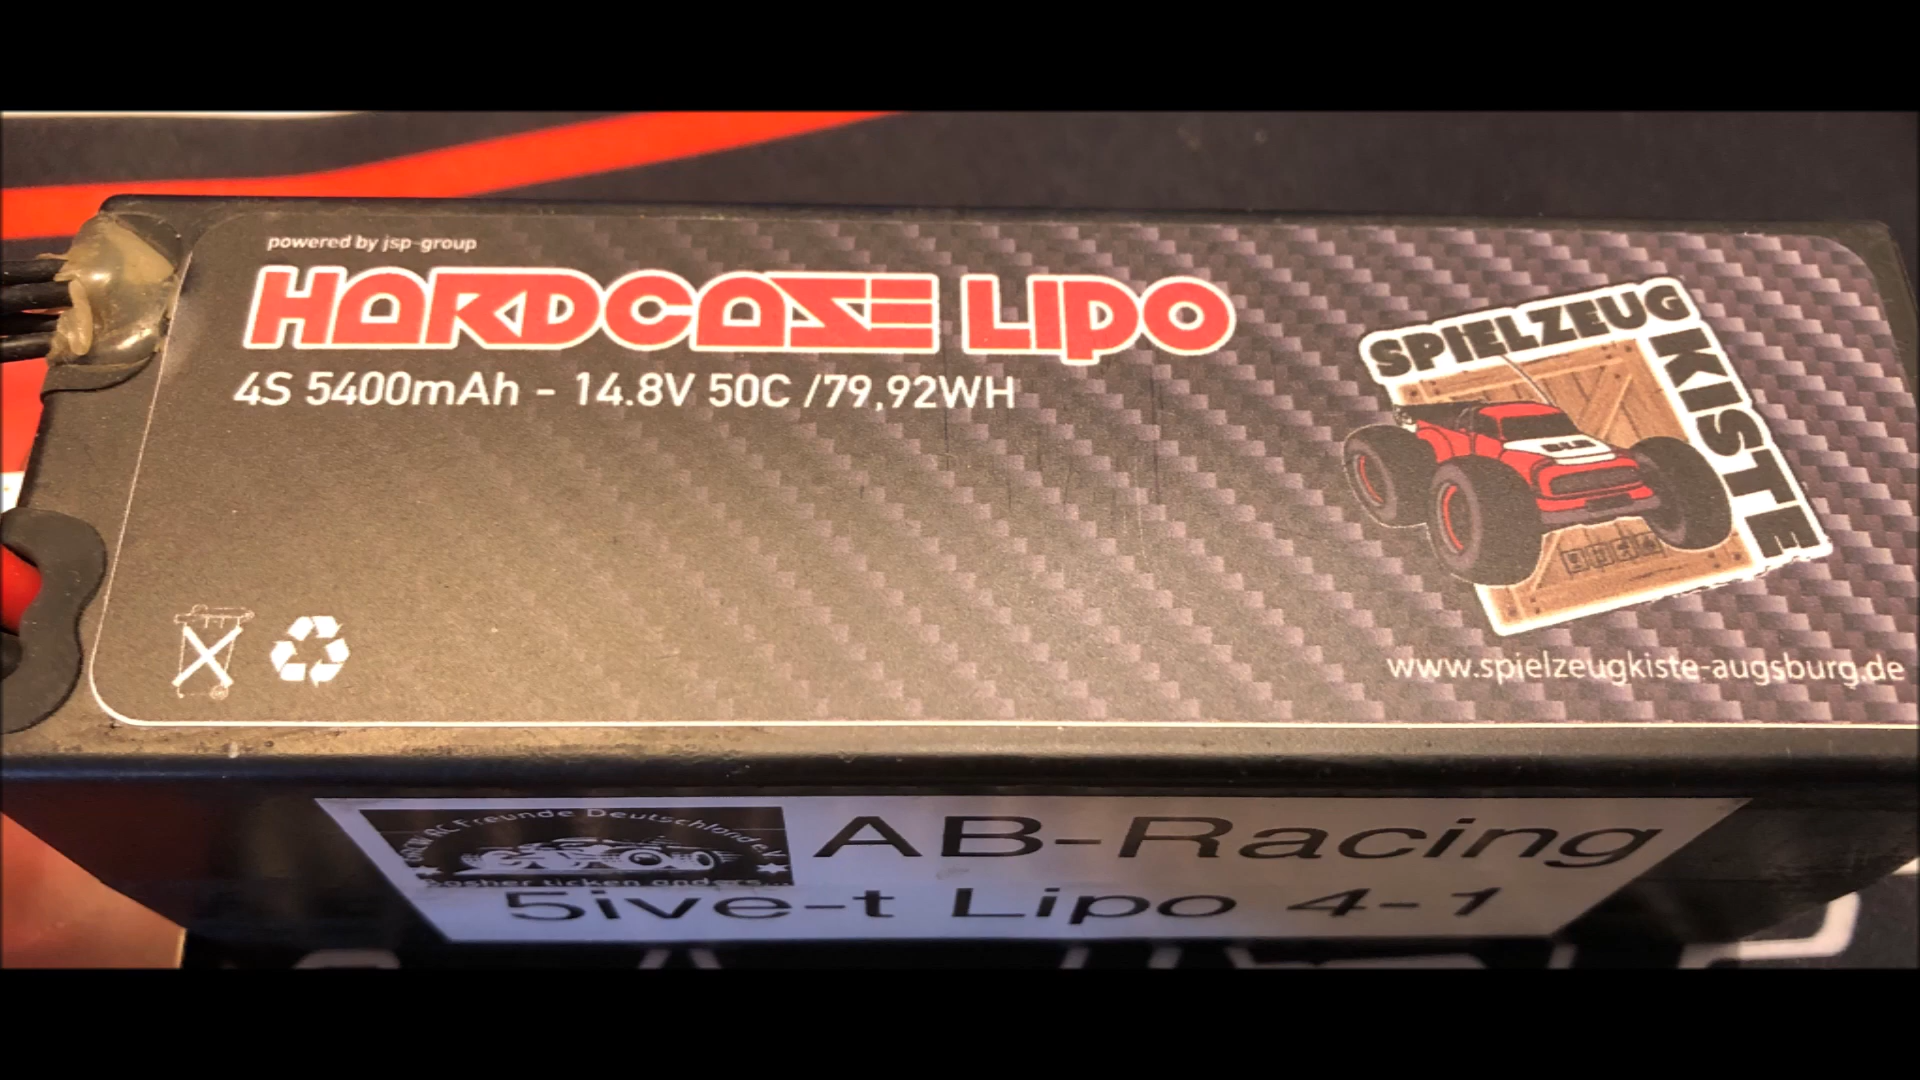 powered by jsp-group
HARDCASE LIPO
4S 5400mAh - 14.8V 50C /79,92WH
SPIELZEUG
KISTE
www.spielzeugkiste-augsburg.de
RC Freunde Deutschland e.V.
AB-Racing
5ive-t Lipo 4-1